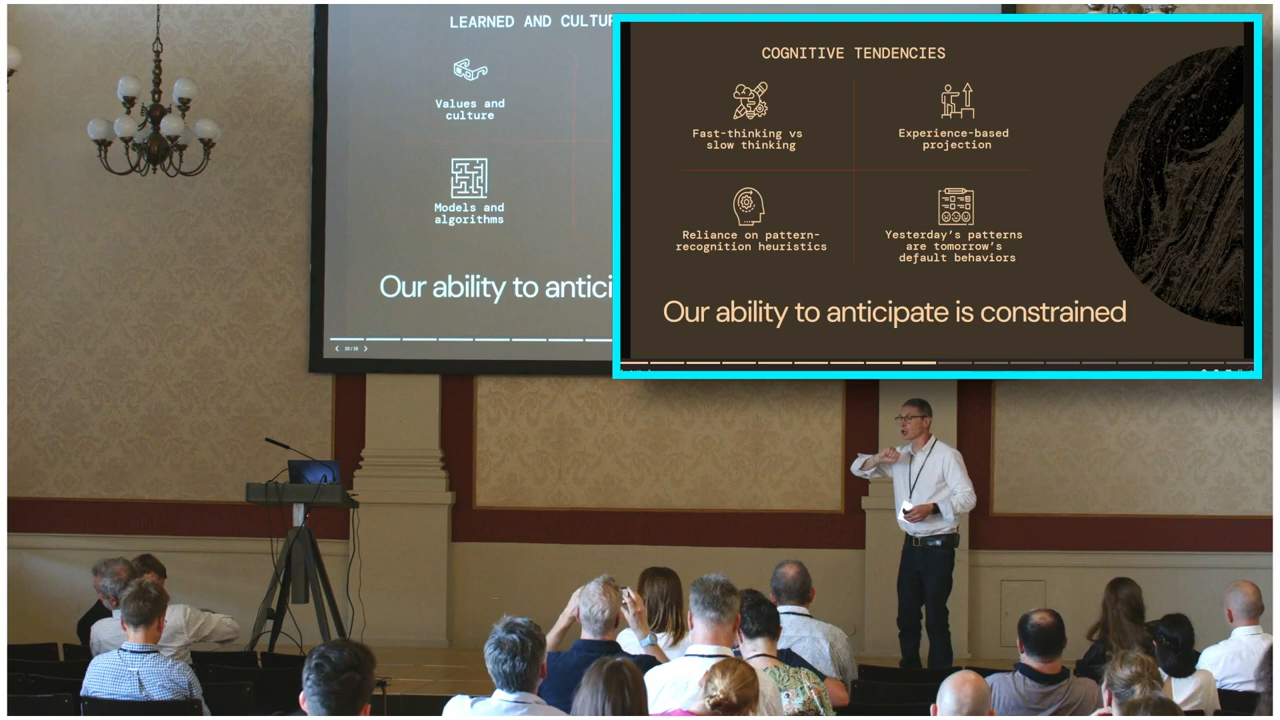 LEARNED AND CULTUR
Values and
culture
Models and
algorithms
Our ability to antici
COGNITIVE TENDENCIES
Fast-thinking vs
slow thinking
Experience-based
projection
Reliance on pattern-
recognition heuristics
Yesterday's patterns
are tomorrow's
default behaviors
Our ability to anticipate is constrained